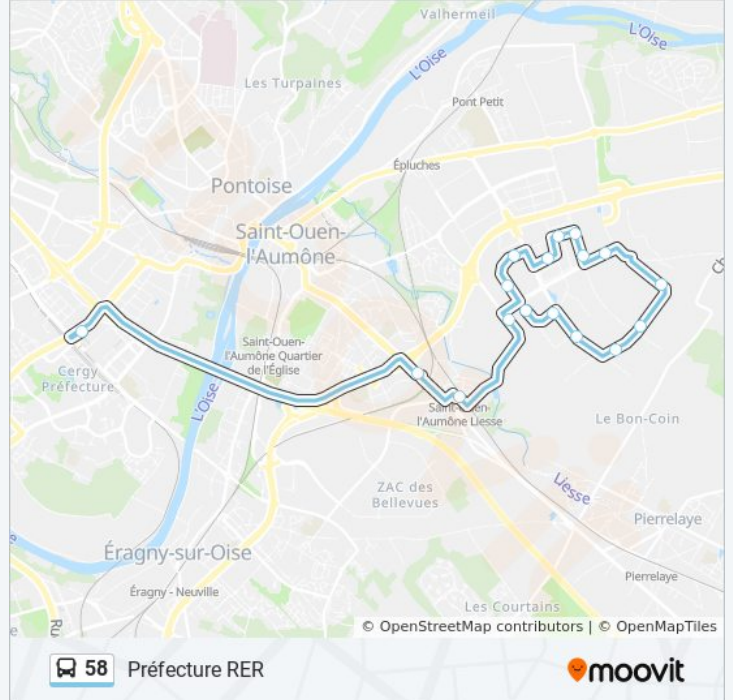 Valhermeil
L'Oise
L'Oise
Les Turpaines
Pont Petit
Épluches
Pontoise
Saint-Ouen-
l'Aumône
Saint-Ouen-
l'Aumône Quartier
de l'Église
Cergy
Préfecture
L'Oise
Saint-Ouen-
l'Aumône Liesse
Le Bon-Coin
ZAC des
Bellevues
Liesse
Pierrelaye
Éragny-sur-Oise
Pierrelaye
Éragny - Neuville
Les Courtains
Ru
© OpenStreetMap contributors | © OpenMapTiles
58 Préfecture RER
moovit